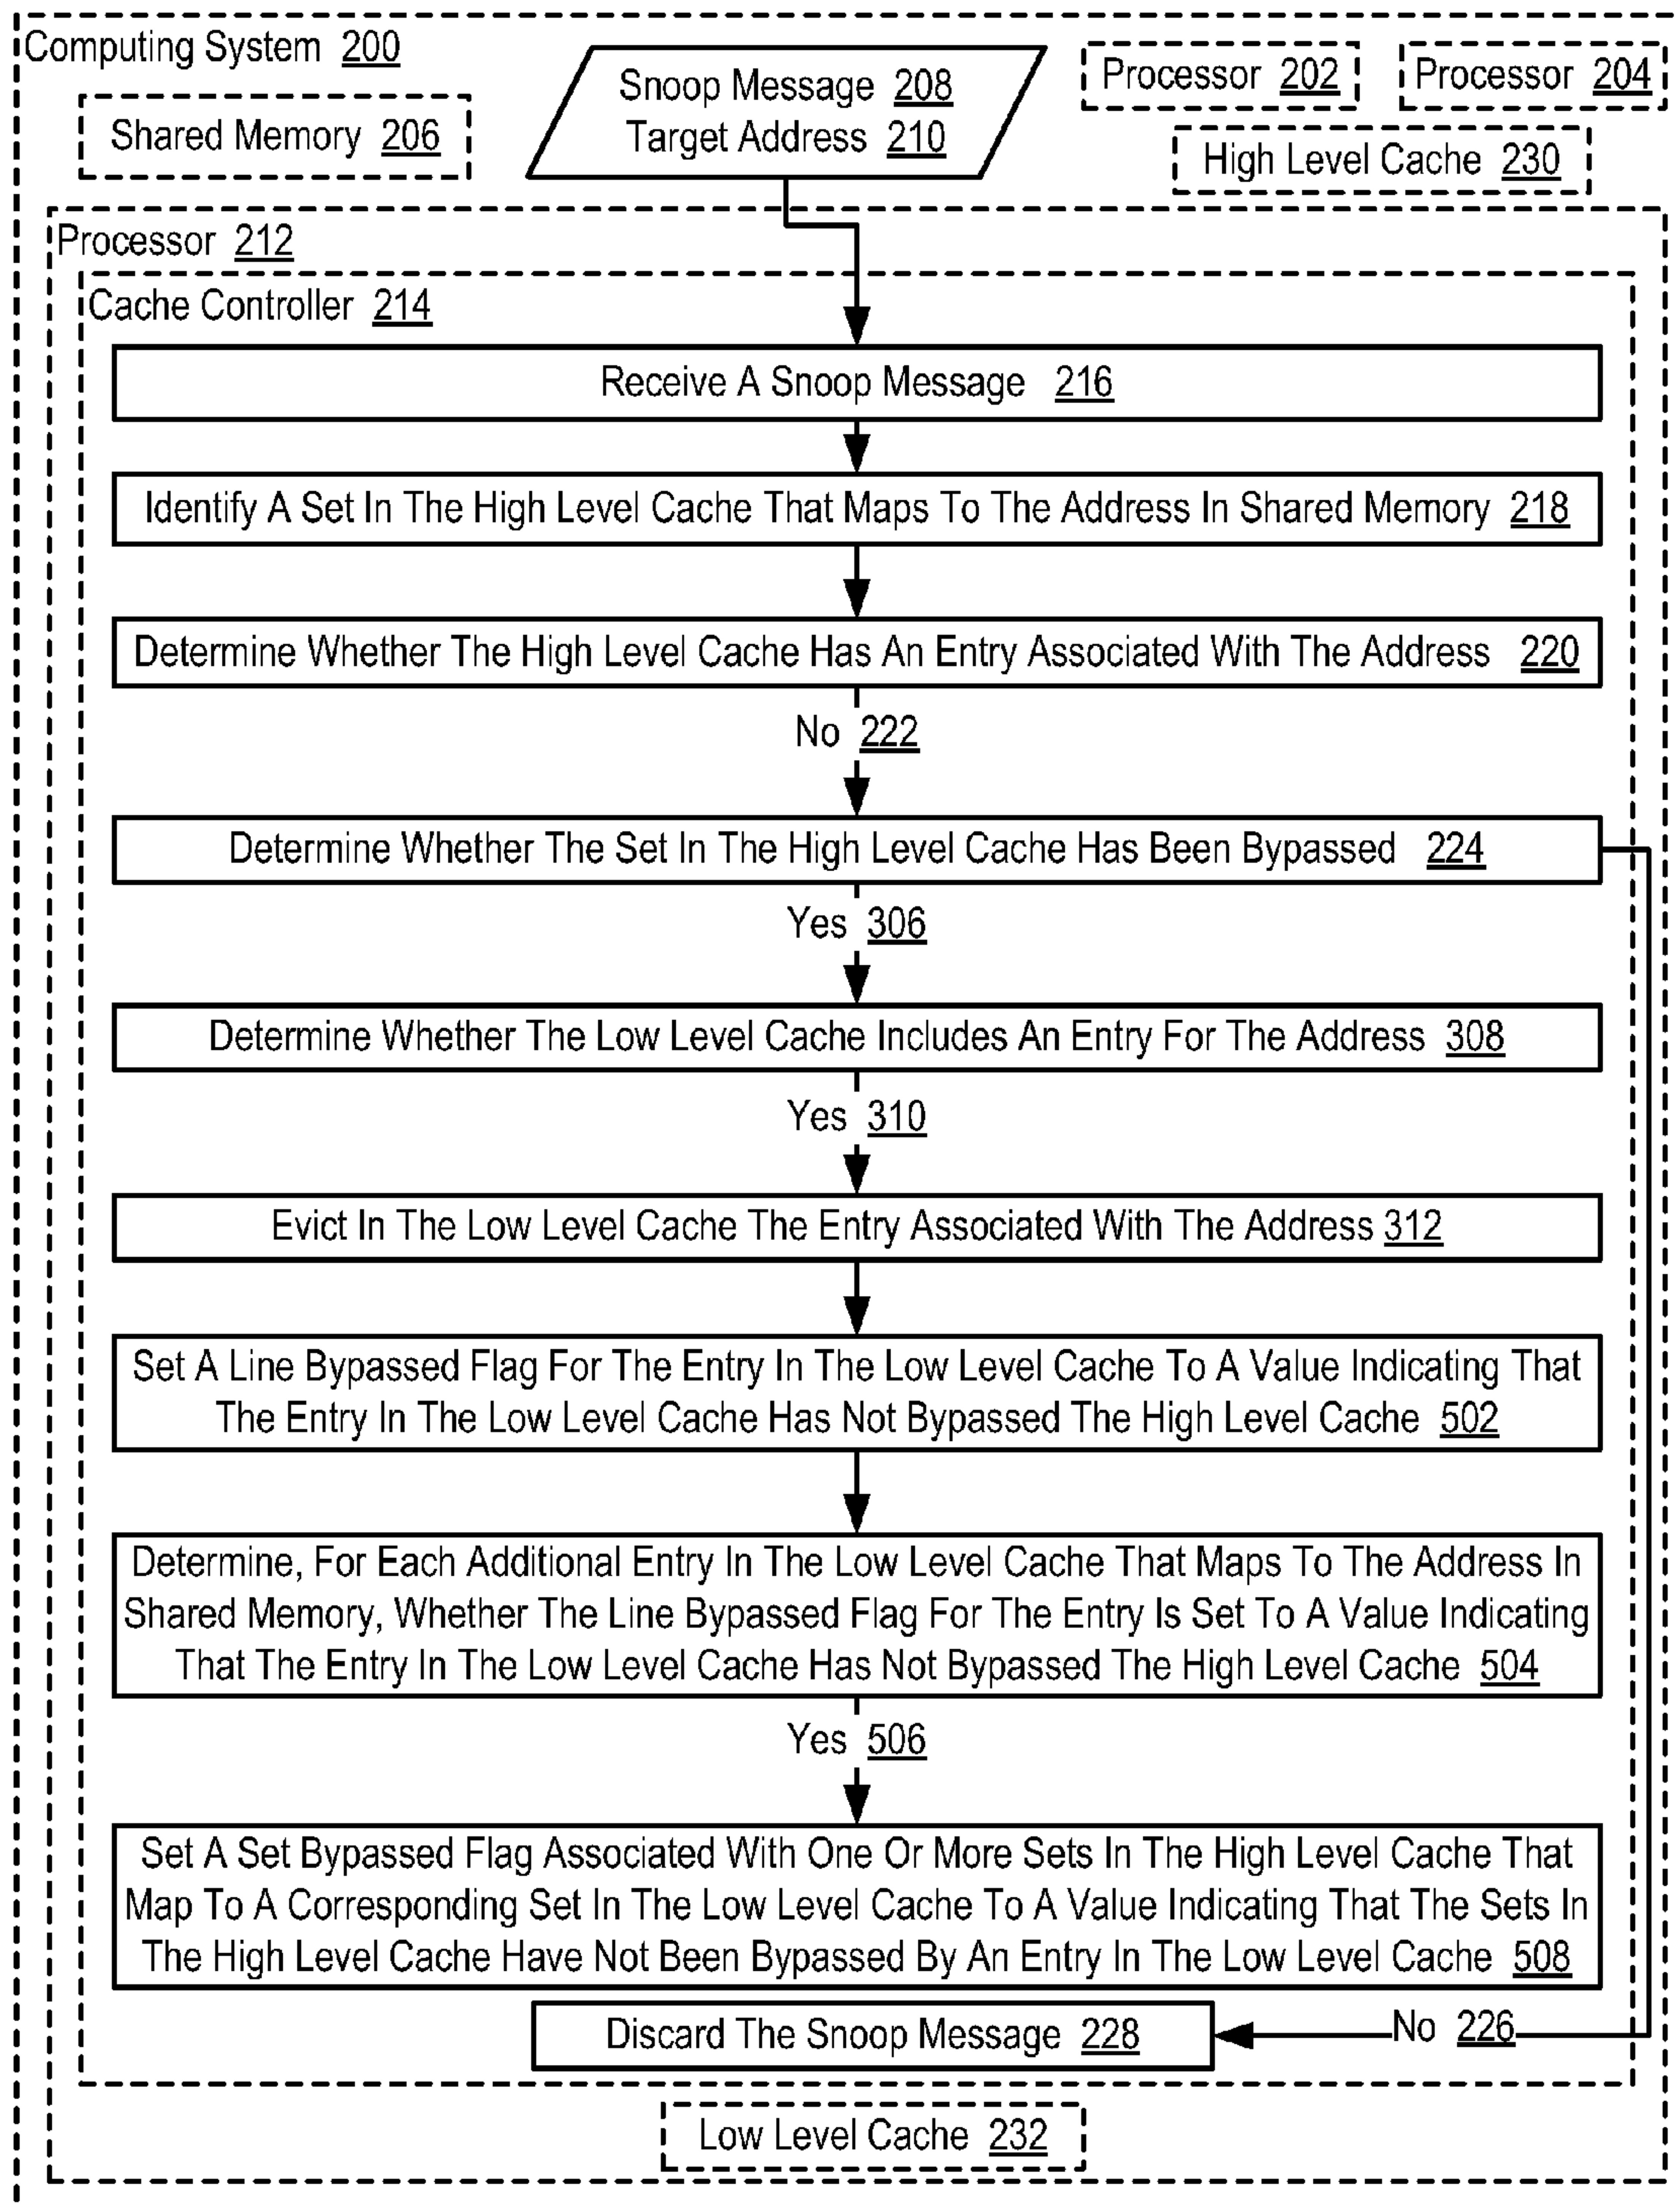 Computing System 200
Snoop Message 208
Target Address 210
Processor 202
Processor 204
Shared Memory 206
High Level Cache 230
Processor 212
Cache Controller 214
Receive A Snoop Message 216
Identify A Set In The High Level Cache That Maps To The Address In Shared Memory 218
Determine Whether The High Level Cache Has An Entry Associated With The Address 220
No 222
Determine Whether The Set In The High Level Cache Has Been Bypassed 224
Yes 306
Determine Whether The Low Level Cache Includes An Entry For The Address 308
Yes 310
Evict In The Low Level Cache The Entry Associated With The Address 312
Set A Line Bypassed Flag For The Entry In The Low Level Cache To A Value Indicating That
The Entry In The Low Level Cache Has Not Bypassed The High Level Cache 502
Determine, For Each Additional Entry In The Low Level Cache That Maps To The Address In
Shared Memory, Whether The Line Bypassed Flag For The Entry Is Set To A Value Indicating
That The Entry In The Low Level Cache Has Not Bypassed The High Level Cache 504
Yes 506
Set A Set Bypassed Flag Associated With One Or More Sets In The High Level Cache That
Map To A Corresponding Set In The Low Level Cache To A Value Indicating That The Sets In
The High Level Cache Have Not Been Bypassed By An Entry In The Low Level Cache 508
Discard The Snoop Message 228
No 226
Low Level Cache 232